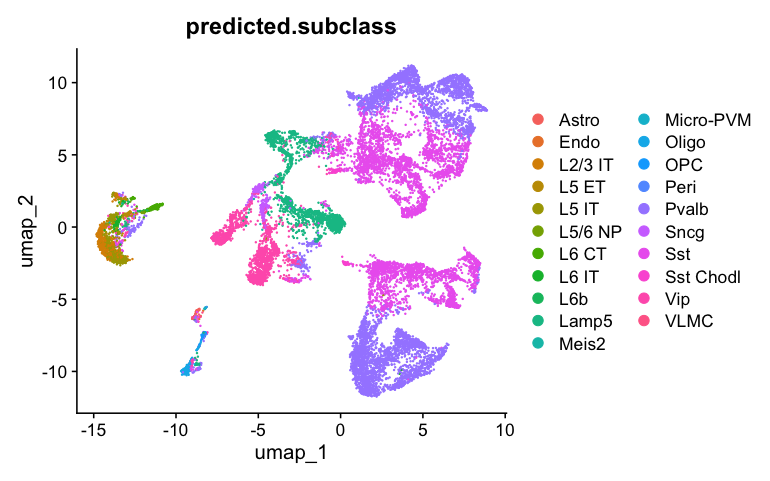 predicted.subclass
10
5
0
-5
-10
umap_2
-15
-10
-5
0
5
10
umap_1
Astro
Endo
L2/3 IT
L5 ET
L5 IT
L5/6 NP
L6 CT
L6 IT
L6b
Lamp5
Meis2
Micro-PVM
Oligo
OPC
Peri
Pvalb
Sncg
Sst
Sst Chodl
Vip
VLMC